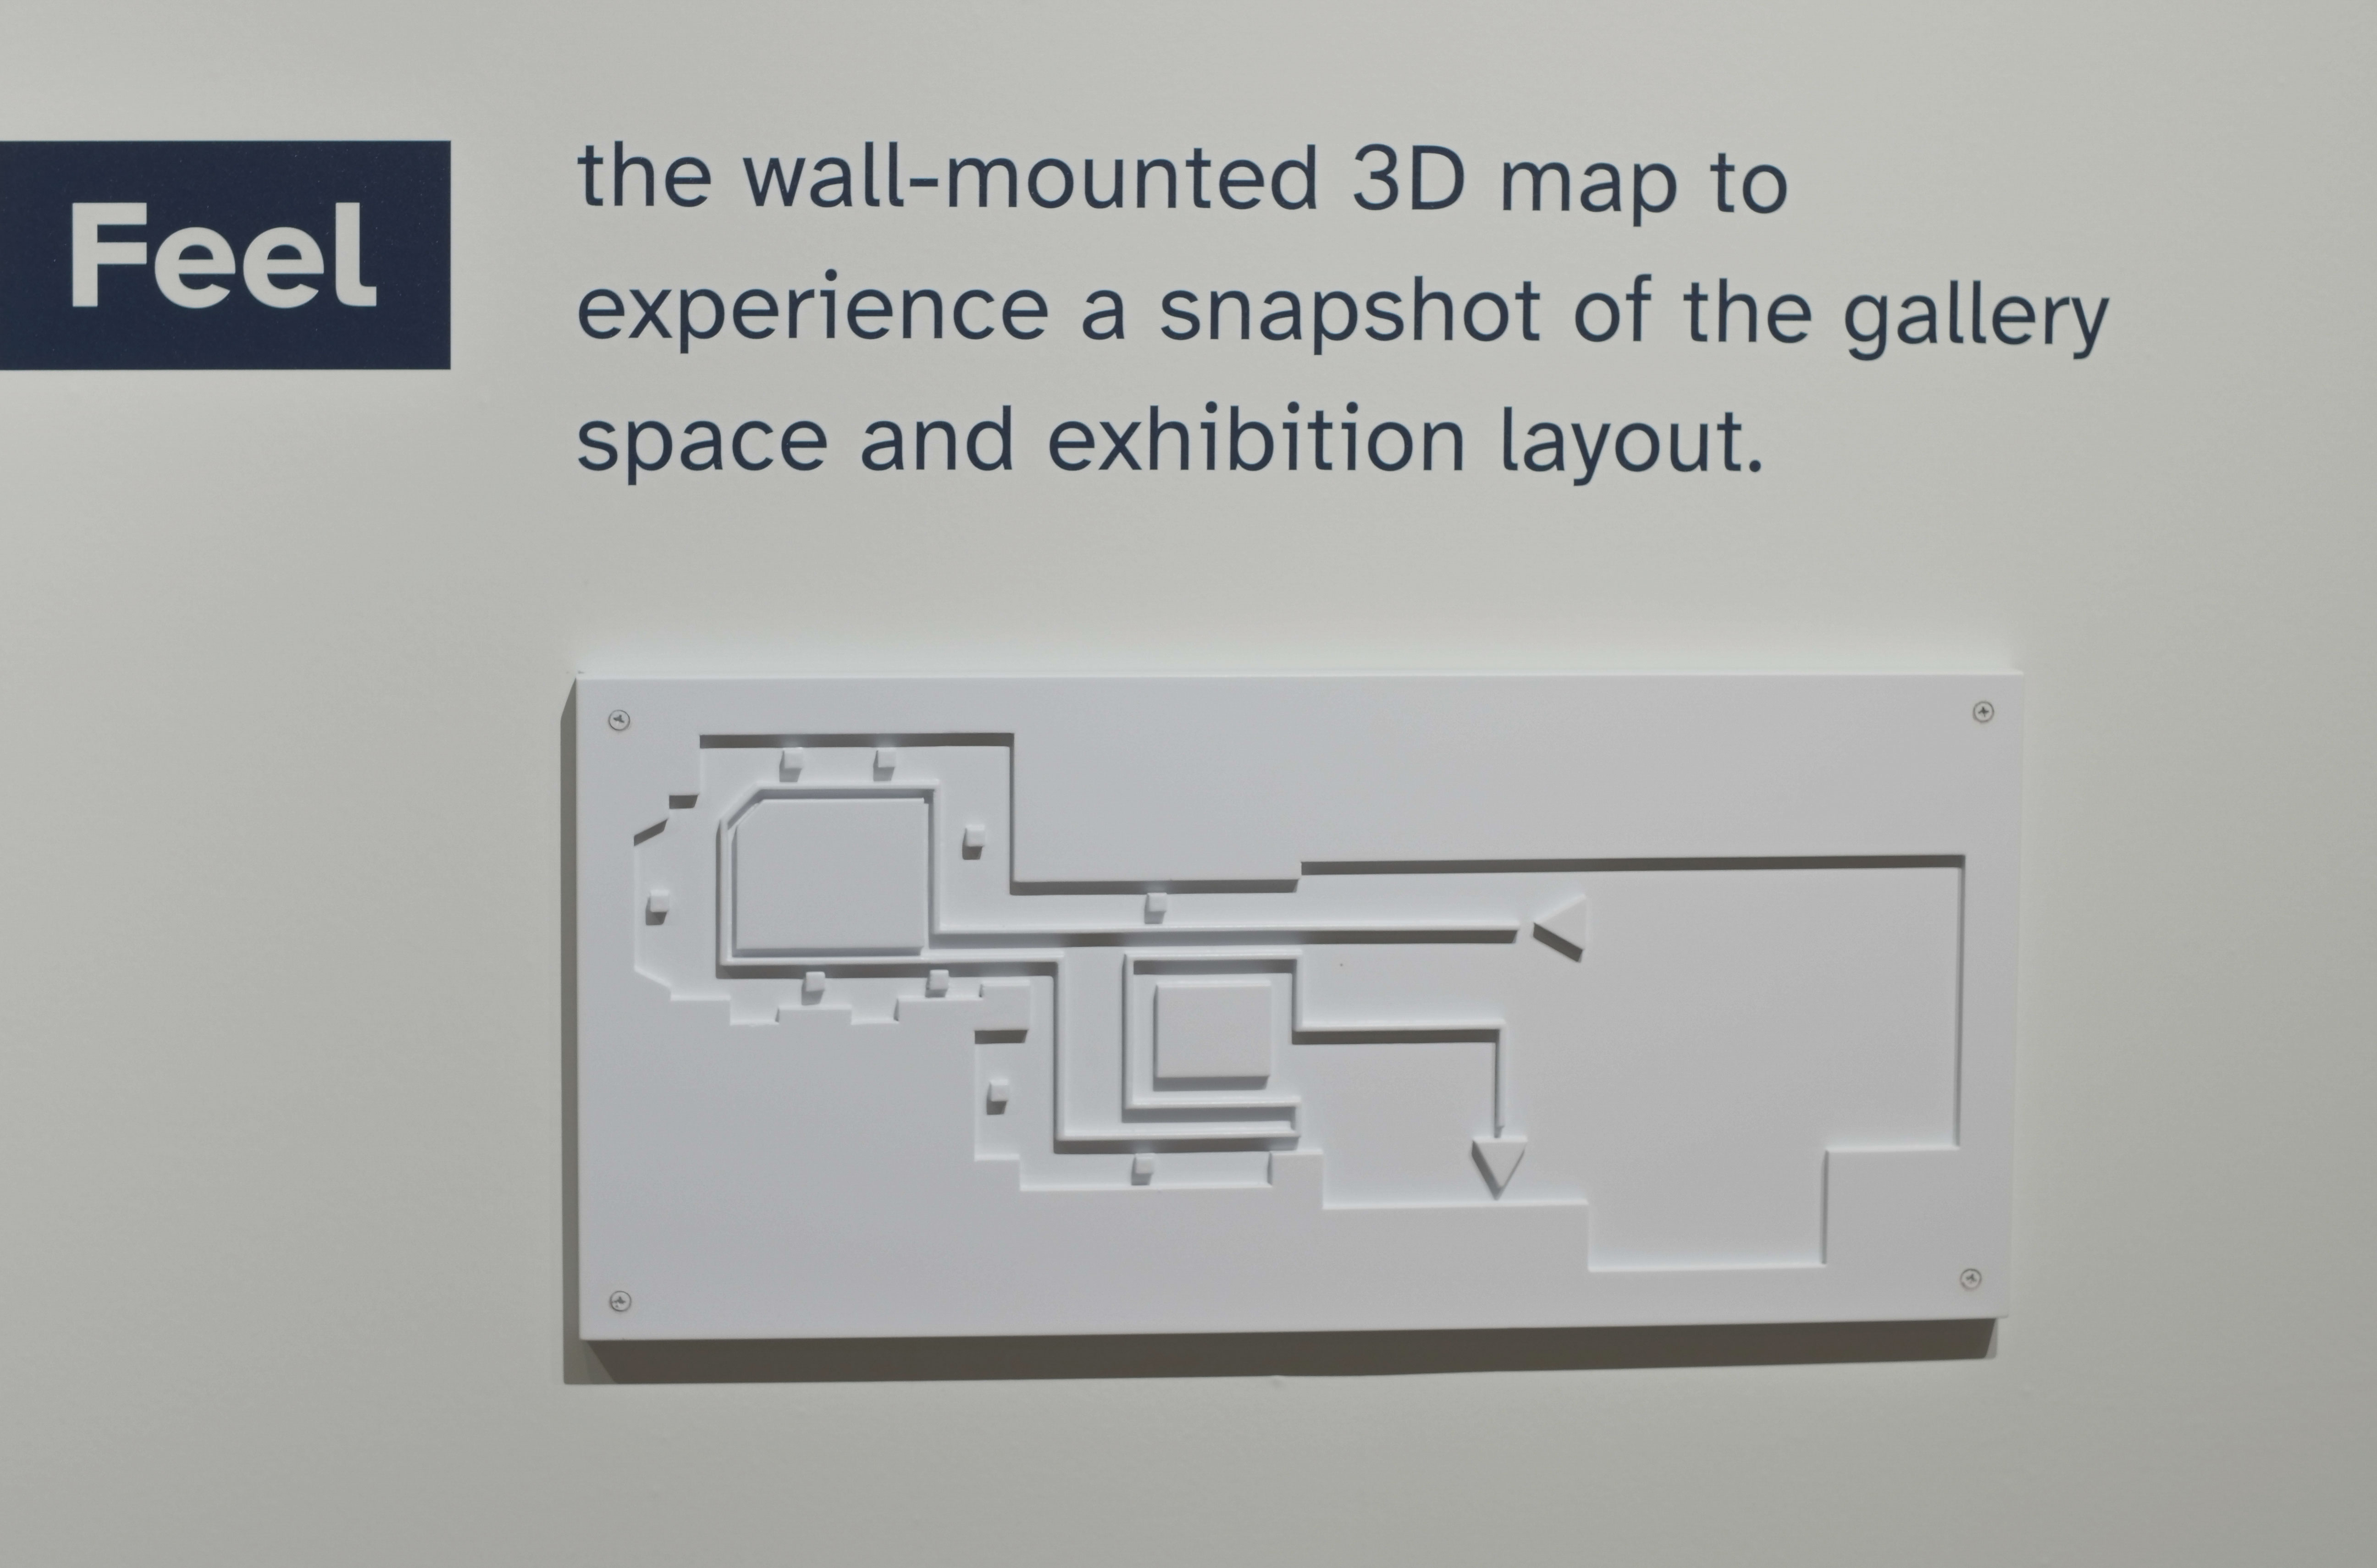 Feel
the wall-mounted 3D map to
experience a snapshot of the gallery
space and exhibition layout.